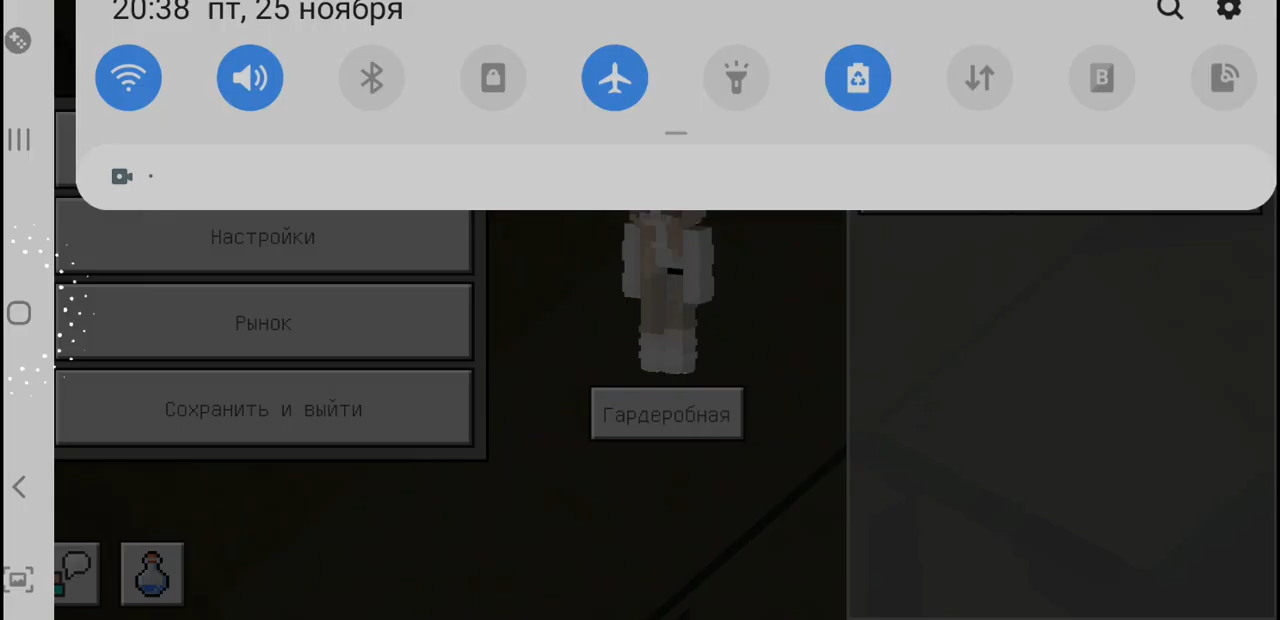 20:38 пт, 25 ноября
Настройки
Рынок
Сохранить и выйти
Гардеробная